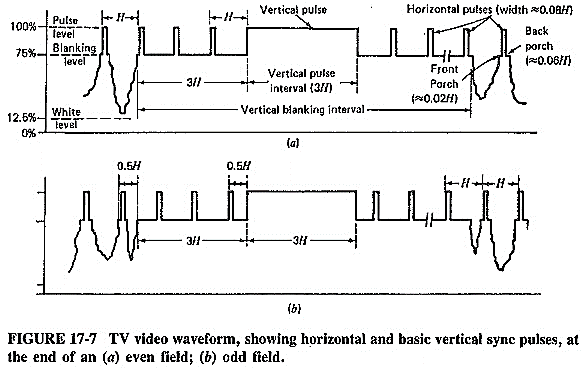 Vertical pulse
Horizontal pulses (width ≈0.08H)
H
H
100%
Pulse
level
Blanking
75%
level
3H
Vertical pulse
interval (3H)
Front
Porch
(≈0.02H)
Back
porch
(≈0.06H)
Vertical blanking interval
White
12.5%
level
0%
(a)
0.5H
0.5H
H
H
3H
3H
(b)
FIGURE 17-7 TV video waveform, showing horizontal and basic vertical sync pulses, at
the end of an (a) even field; (b) odd field.